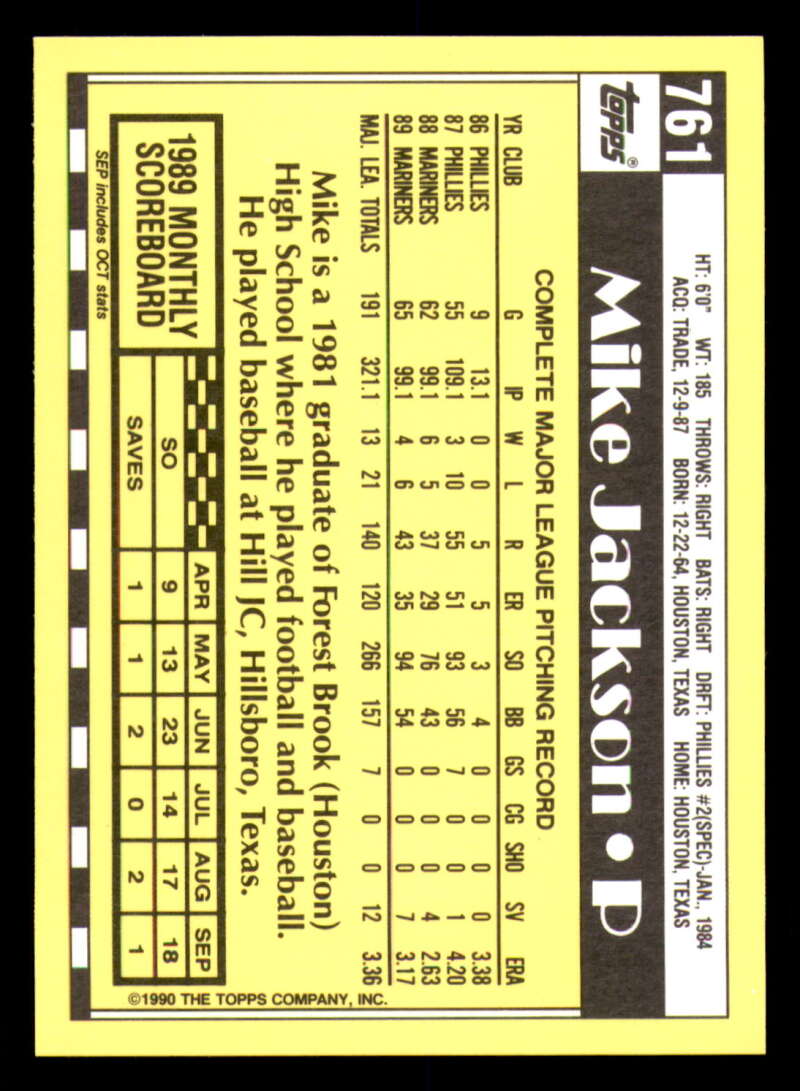 761
topps®
HT: 6'0" WT: 185 THROWS: RIGHT BATS: RIGHT DRFT: PHILLIES #2(SPEC)-JAN., 1984
ACQ: TRADE, 12-9-87 BORN: 12-22-64, HOUSTON, TEXAS HOME: HOUSTON, TEXAS
Mike Jackson • P
COMPLETE MAJOR LEAGUE PITCHING RECORD
YR CLUB G IP W L R ER SO BB GS CG SHO SV ERA
86 PHILLIES 9 13.1 0 0 5 5 3 4 0 0 0 0 3.38
87 PHILLIES 55 109.1 3 10 55 51 93 56 7 0 0 1 4.20
88 MARINERS 62 99.1 6 5 37 29 76 43 0 0 0 4 2.63
89 MARINERS 65 99.1 4 6 43 35 94 54 0 0 0 7 3.17
MAJ. LEA. TOTALS 191 321.1 13 21 140 120 266 157 7 0 0 12 3.36
Mike is a 1981 graduate of Forest Brook (Houston)
High School where he played football and baseball.
He played baseball at Hill JC, Hillsboro, Texas.
1989 MONTHLY
SCOREBOARD
APR MAY JUN JUL AUG SEP
SO 9 13 23 14 17 18
SAVES 1 1 2 0 2 1
SEP includes OCT stats
©1990 THE TOPPS COMPANY, INC.